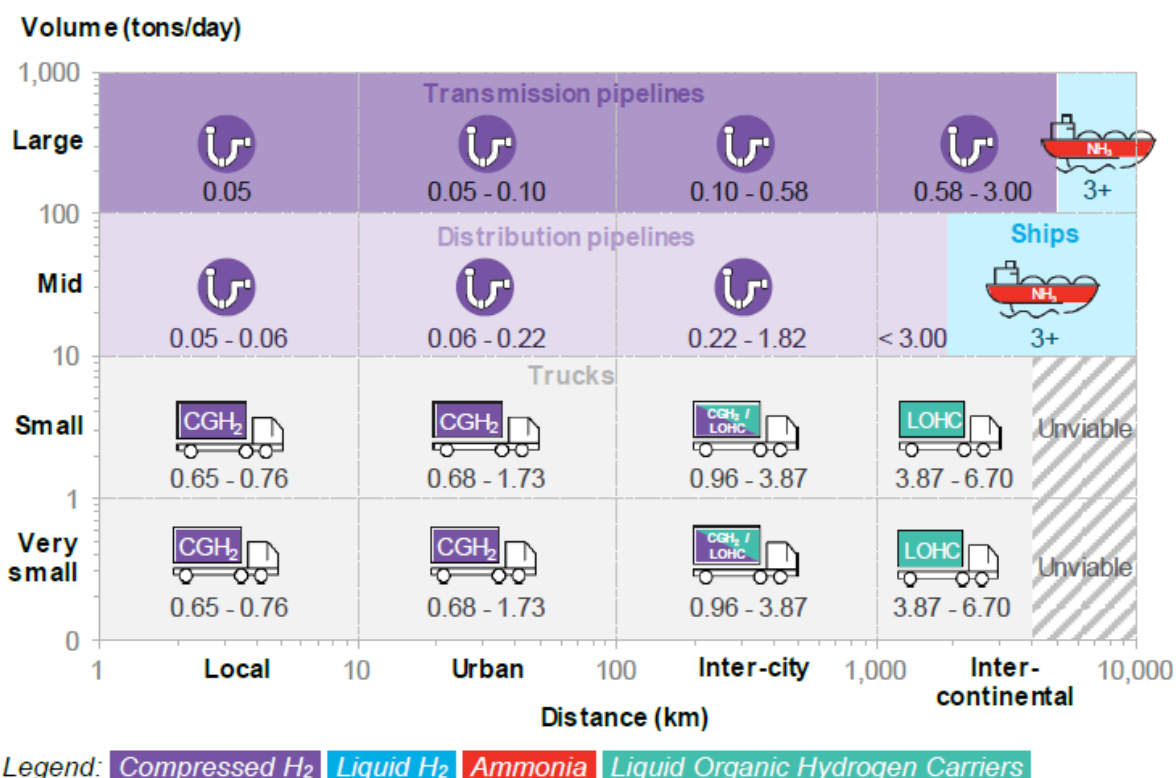 Volume (tons/day)
1,000
Transmission pipelines
Large
NH₃
0.05
0.05 - 0.10
0.10 - 0.58
0.58 - 3.00
3+
100
Distribution pipelines
Ships
Mid
NH₃
0.05 - 0.06
0.06 - 0.22
0.22 - 1.82
< 3.00
3+
10
Trucks
Small
CGH₂
CGH₂
CGH₂ /
LOHC
LOHC
Unviable
0.65 - 0.76
0.68 - 1.73
0.96 - 3.87
3.87 - 6.70
1
Very
small
CGH₂
CGH₂
CGH₂ /
LOHC
LOHC
Unviable
0.65 - 0.76
0.68 - 1.73
0.96 - 3.87
3.87 - 6.70
0
1
Local
10
Urban
100
Inter-city
1,000
Inter-
continental
10,000
Distance (km)
Legend: Compressed H₂ Liquid H₂ Ammonia Liquid Organic Hydrogen Carriers